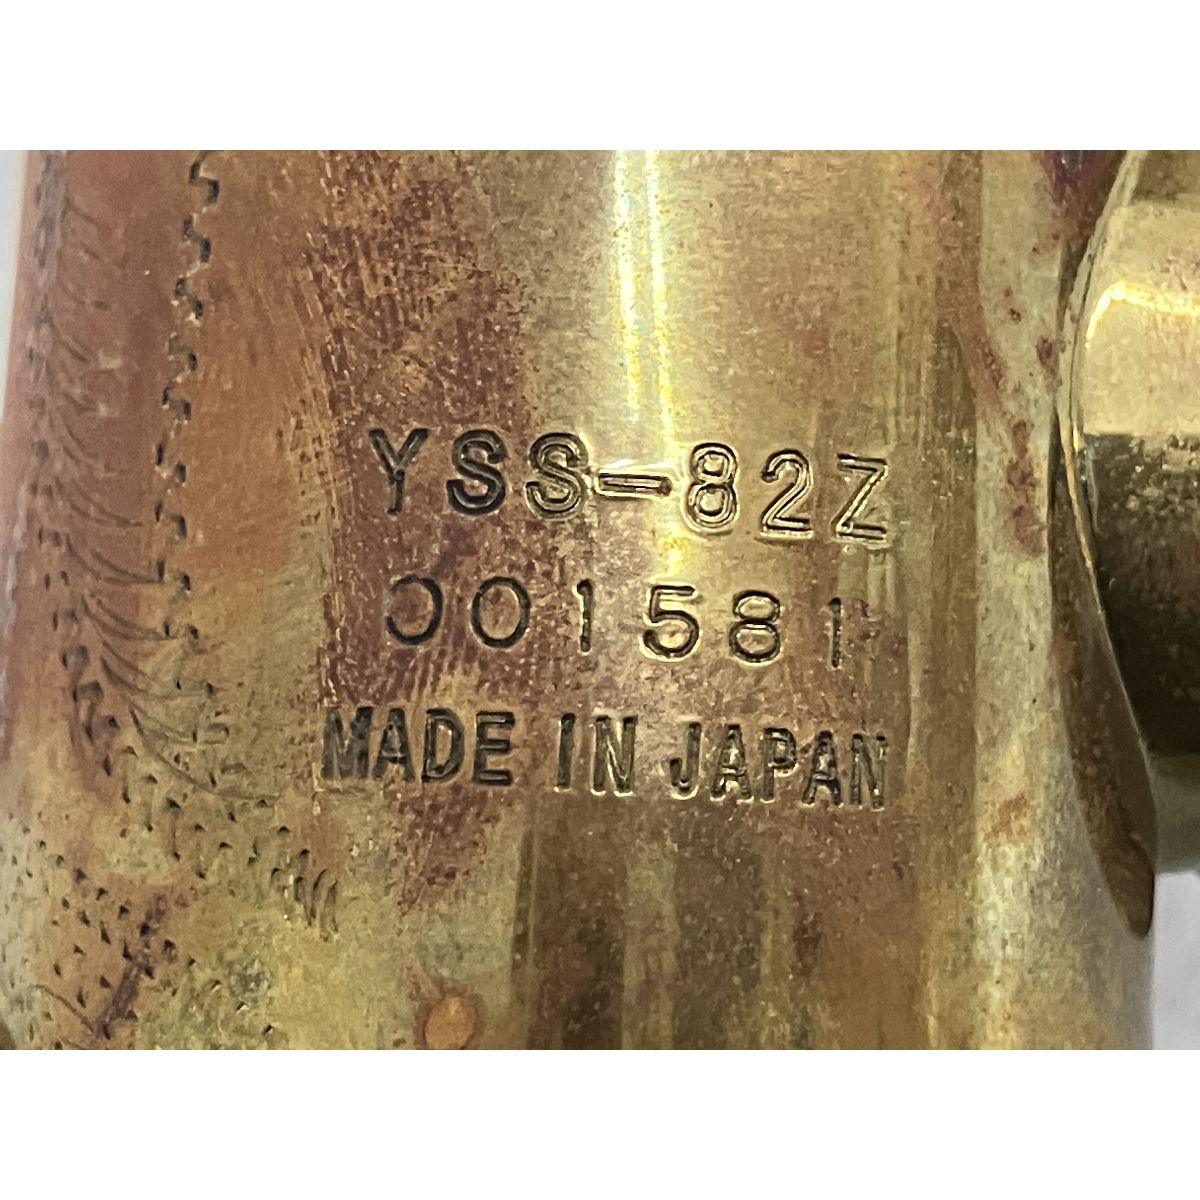 YSS-82Z
001581
MADE IN JAPAN